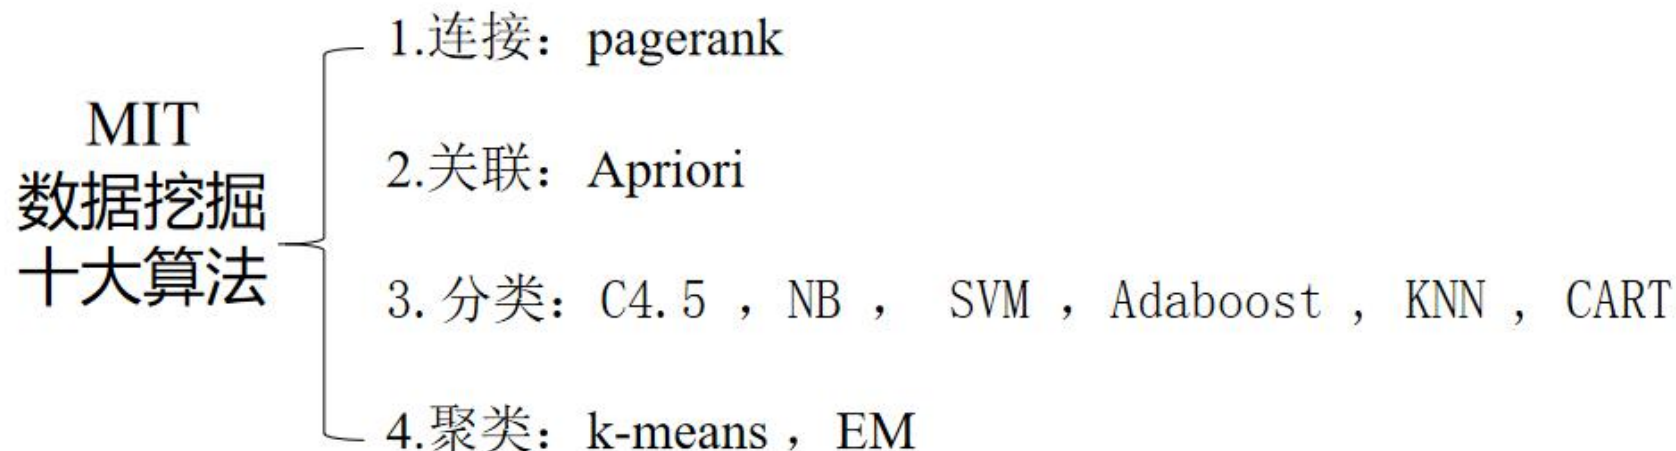 MIT
数据挖掘
十大算法
1.连接：pagerank
2.关联：Apriori
3.分类：C4.5 ，NB ， SVM ，Adaboost , KNN , CART
4.聚类：k-means，EM